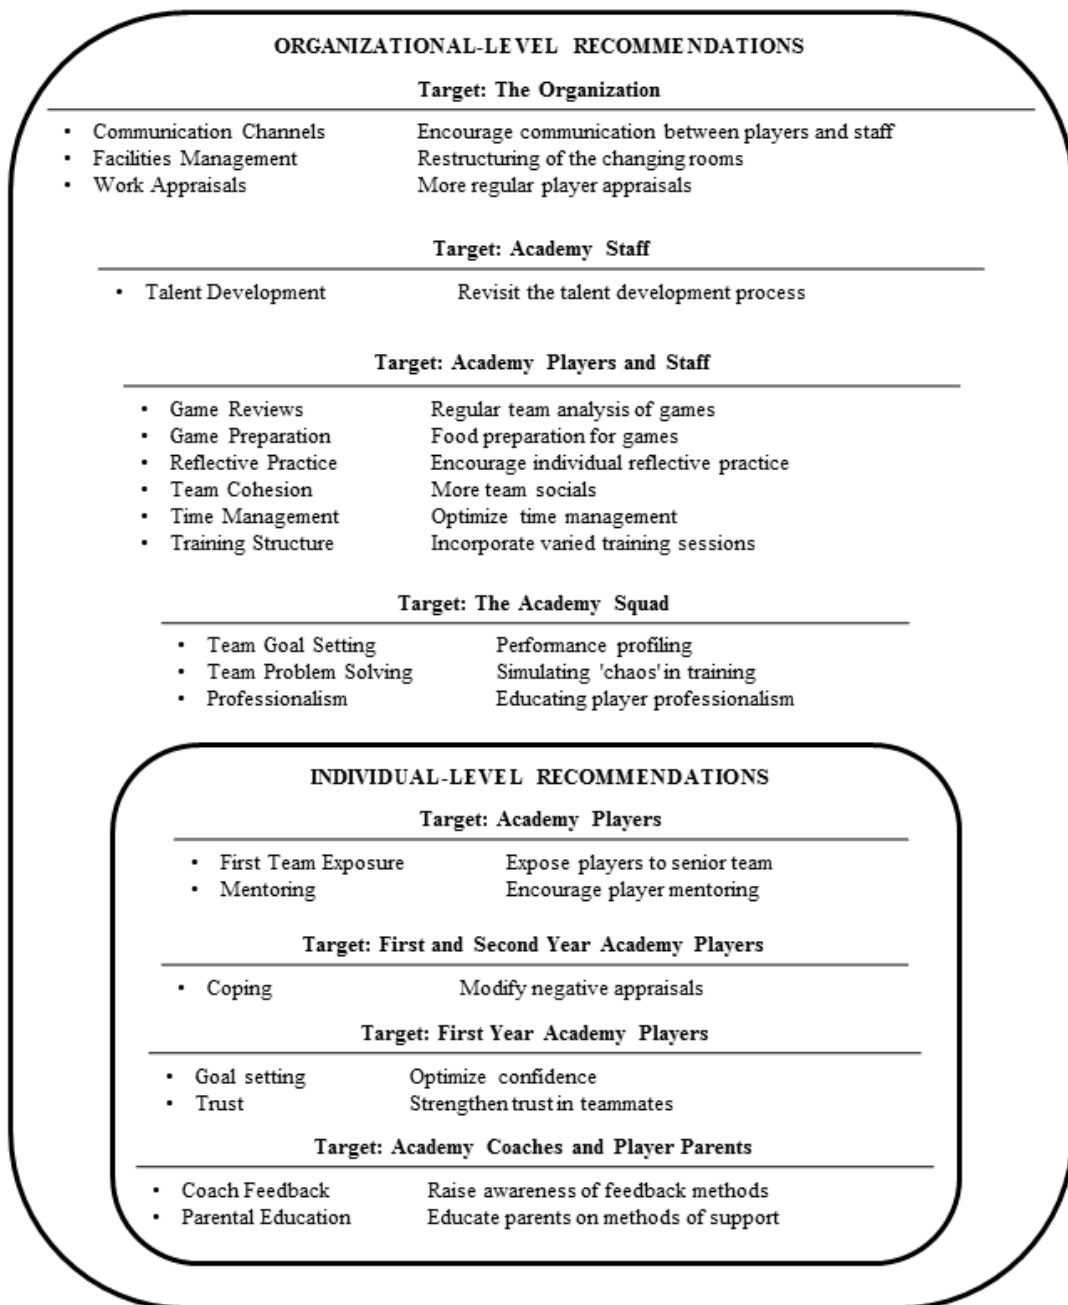 ORGANIZATIONAL-LEVEL RECOMMENDATIONS
Target: The Organization
• Communication Channels Encourage communication between players and staff
• Facilities Management Restructuring of the changing rooms
• Work Appraisals More regular player appraisals
Target: Academy Staff
• Talent Development Revisit the talent development process
Target: Academy Players and Staff
• Game Reviews Regular team analysis of games
• Game Preparation Food preparation for games
• Reflective Practice Encourage individual reflective practice
• Team Cohesion More team socials
• Time Management Optimize time management
• Training Structure Incorporate varied training sessions
Target: The Academy Squad
• Team Goal Setting Performance profiling
• Team Problem Solving Simulating 'chaos' in training
• Professionalism Educating player professionalism
INDIVIDUAL-LEVEL RECOMMENDATIONS
Target: Academy Players
• First Team Exposure Expose players to senior team
• Mentoring Encourage player mentoring
Target: First and Second Year Academy Players
• Coping Modify negative appraisals
Target: First Year Academy Players
• Goal setting Optimize confidence
• Trust Strengthen trust in teammates
Target: Academy Coaches and Player Parents
• Coach Feedback Raise awareness of feedback methods
• Parental Education Educate parents on methods of support